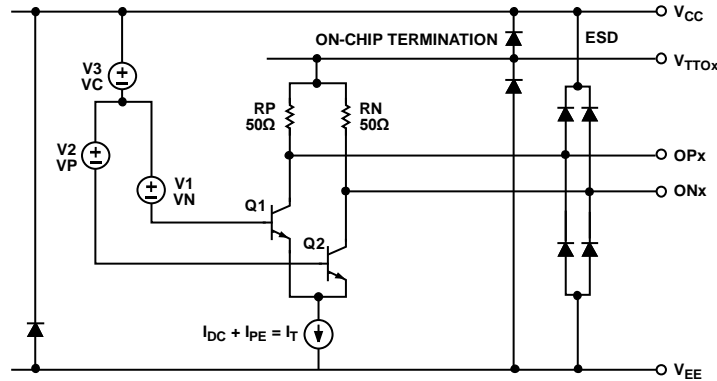 V_CC
ON-CHIP TERMINATION
ESD
V_TTOx
V3
VC
RP
50Ω
RN
50Ω
V2
VP
OPx
V1
VN
ONx
Q1
Q2
I_DC + I_PE = I_T
V_EE